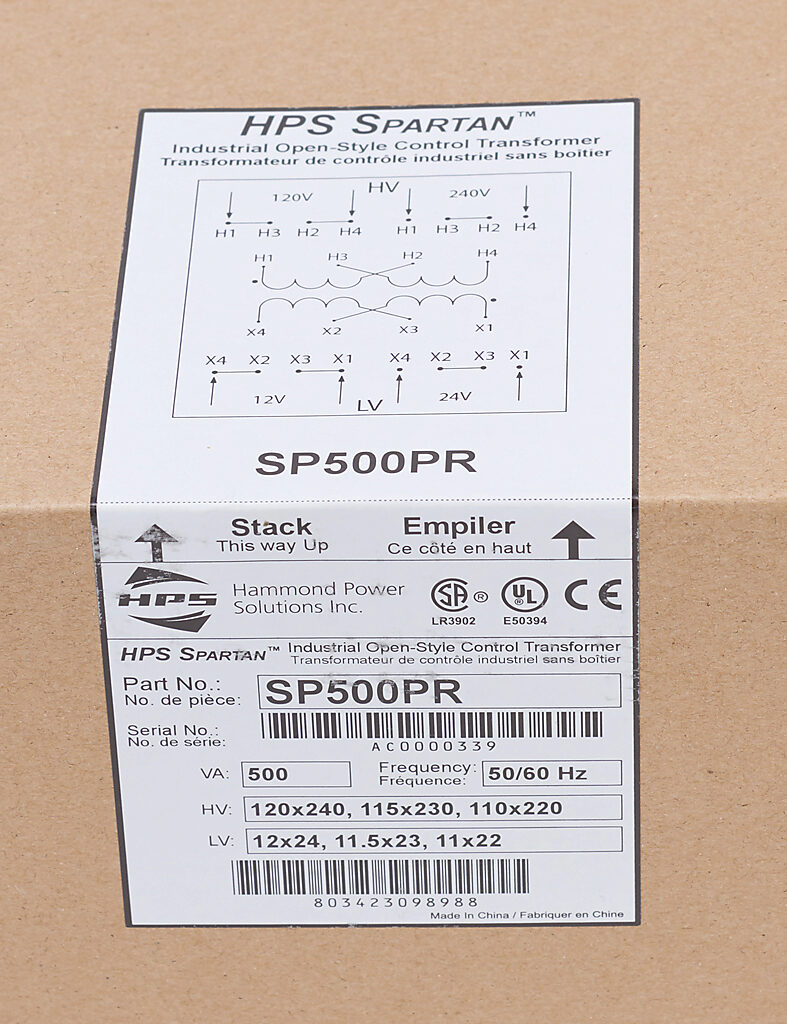 HPS SPARTAN™
Industrial Open-Style Control Transformer
Transformateur de contrôle industriel sans boîtier
120V HV 240V
H1 H3 H2 H4 H1 H3 H2 H4
H1 H3 H2 H4
X4 X2 X3 X1
X4 X2 X3 X1 X4 X2 X3 X1
12V LV 24V
SP500PR
Stack Empiler
This way Up Ce côté en haut
HPS Hammond Power
Solutions Inc.
SA ® UL CE
LR3902 E50394
HPS SPARTAN™ Industrial Open-Style Control Transformer
Transformateur de contrôle industriel sans boîtier
Part No.: SP500PR
No. de pièce:
Serial No.:
No. de série: AC0000339
VA: 500 Frequency: 50/60 Hz
Fréquence:
HV: 120x240, 115x230, 110x220
LV: 12x24, 11.5x23, 11x22
803423098988
Made In China / Fabriquer en Chine